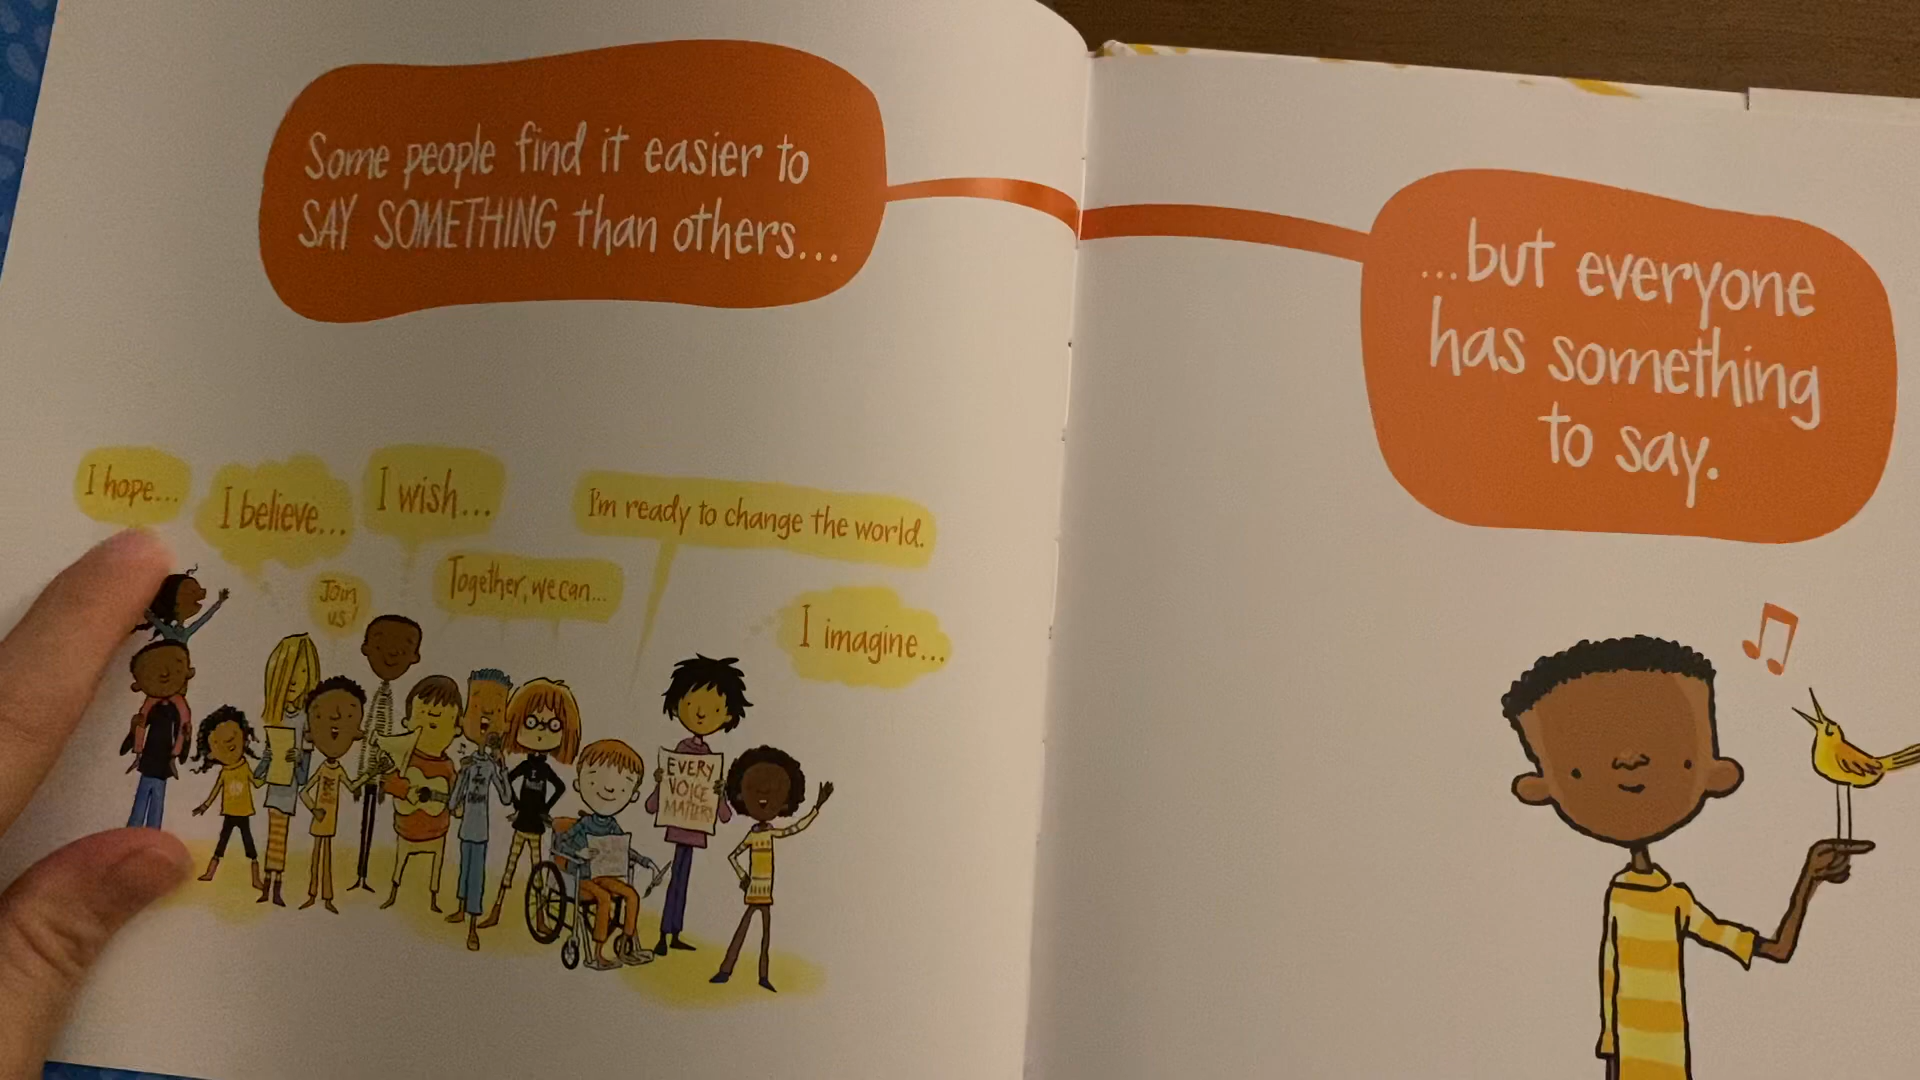 Some people find it easier to
SAY SOMETHING than others...
...but everyone
has something
to say.
I hope...
I believe...
I wish...
I'm ready to change the world.
Join
us!
Together, we can...
I imagine...
EVERY
VOICE
MATTERS